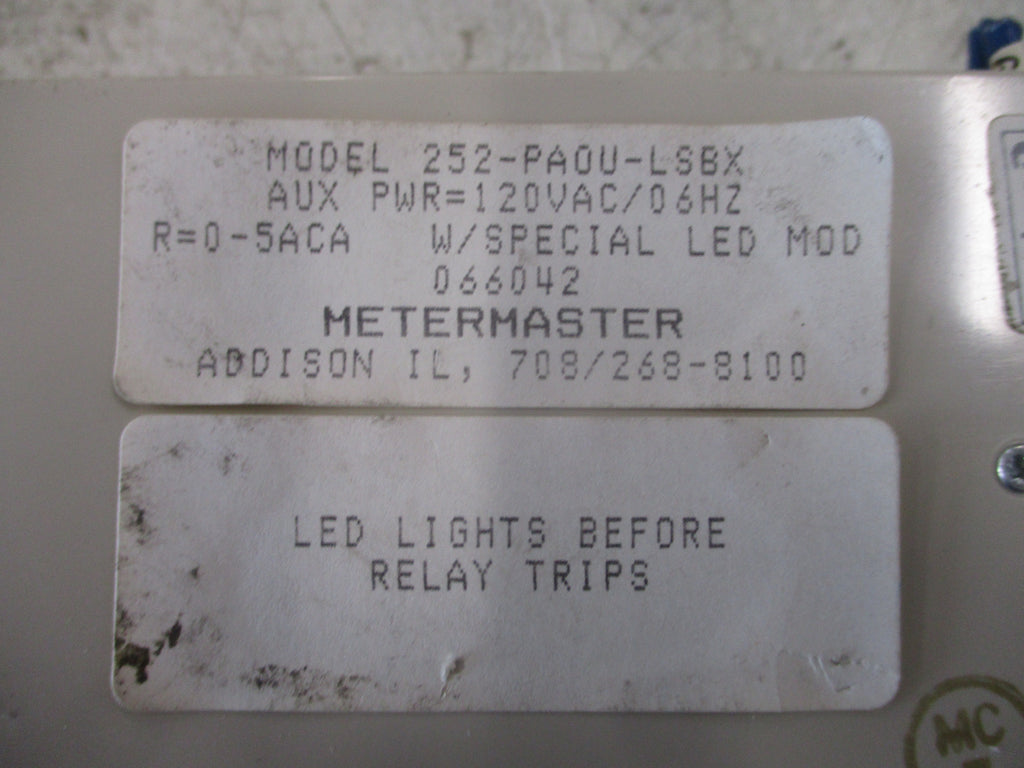 MODEL 252-PAOU-LSBX
AUX PWR=120VAC/06HZ
R=0-5ACA W/SPECIAL LED MOD
066042
METERMASTER
ADDISON IL, 708/268-8100
LED LIGHTS BEFORE
RELAY TRIPS
MC